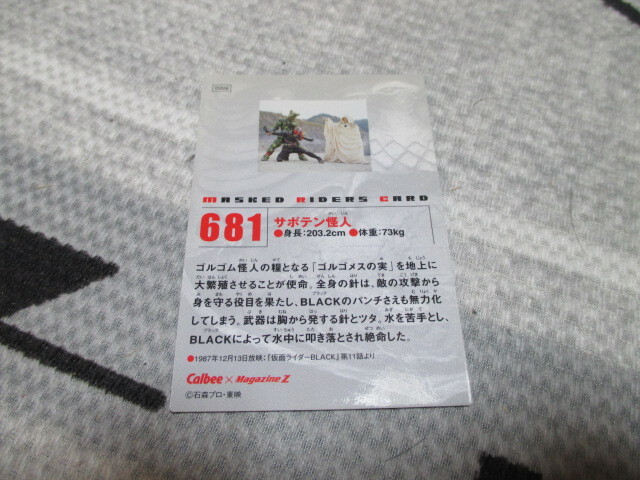 MASKED RIDERS CARD
681
サボテン怪人
●身長:203.2cm ●体重:73kg
ゴルゴム怪人の糧となる「ゴルゴメスの実」を地上に
大繁殖させることが使命。全身の針は、敵の攻撃から
身を守る役目を果たし、BLACKのパンチさえも無力化
してしまう。武器は胸から発する針とツタ。水を苦手とし、
BLACKによって水中に叩き落とされ絶命した。
●1987年12月13日放映:「仮面ライダーBLACK」第11話より
Calbee × Magazine Z
©石森プロ・東映